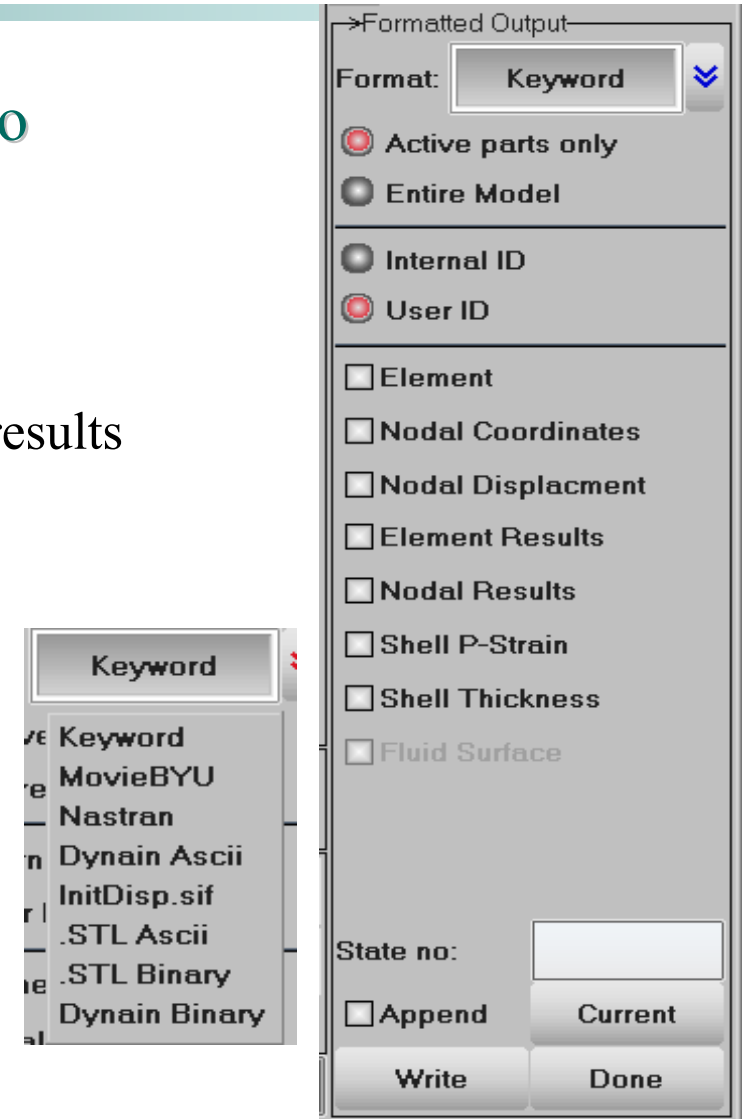 ->Formatted Output
Format: Keyword
o
Active parts only
Entire Model
Internal ID
User ID
Element
results
Nodal Coordinates
Nodal Displacment
Element Results
Nodal Results
Shell P-Strain
Shell Thickness
Fluid Surface
State no:
Append Current
Write Done
Keyword
Keyword
MovieBYU
Nastran
Dynain Ascii
InitDisp.sif
.STL Ascii
.STL Binary
Dynain Binary